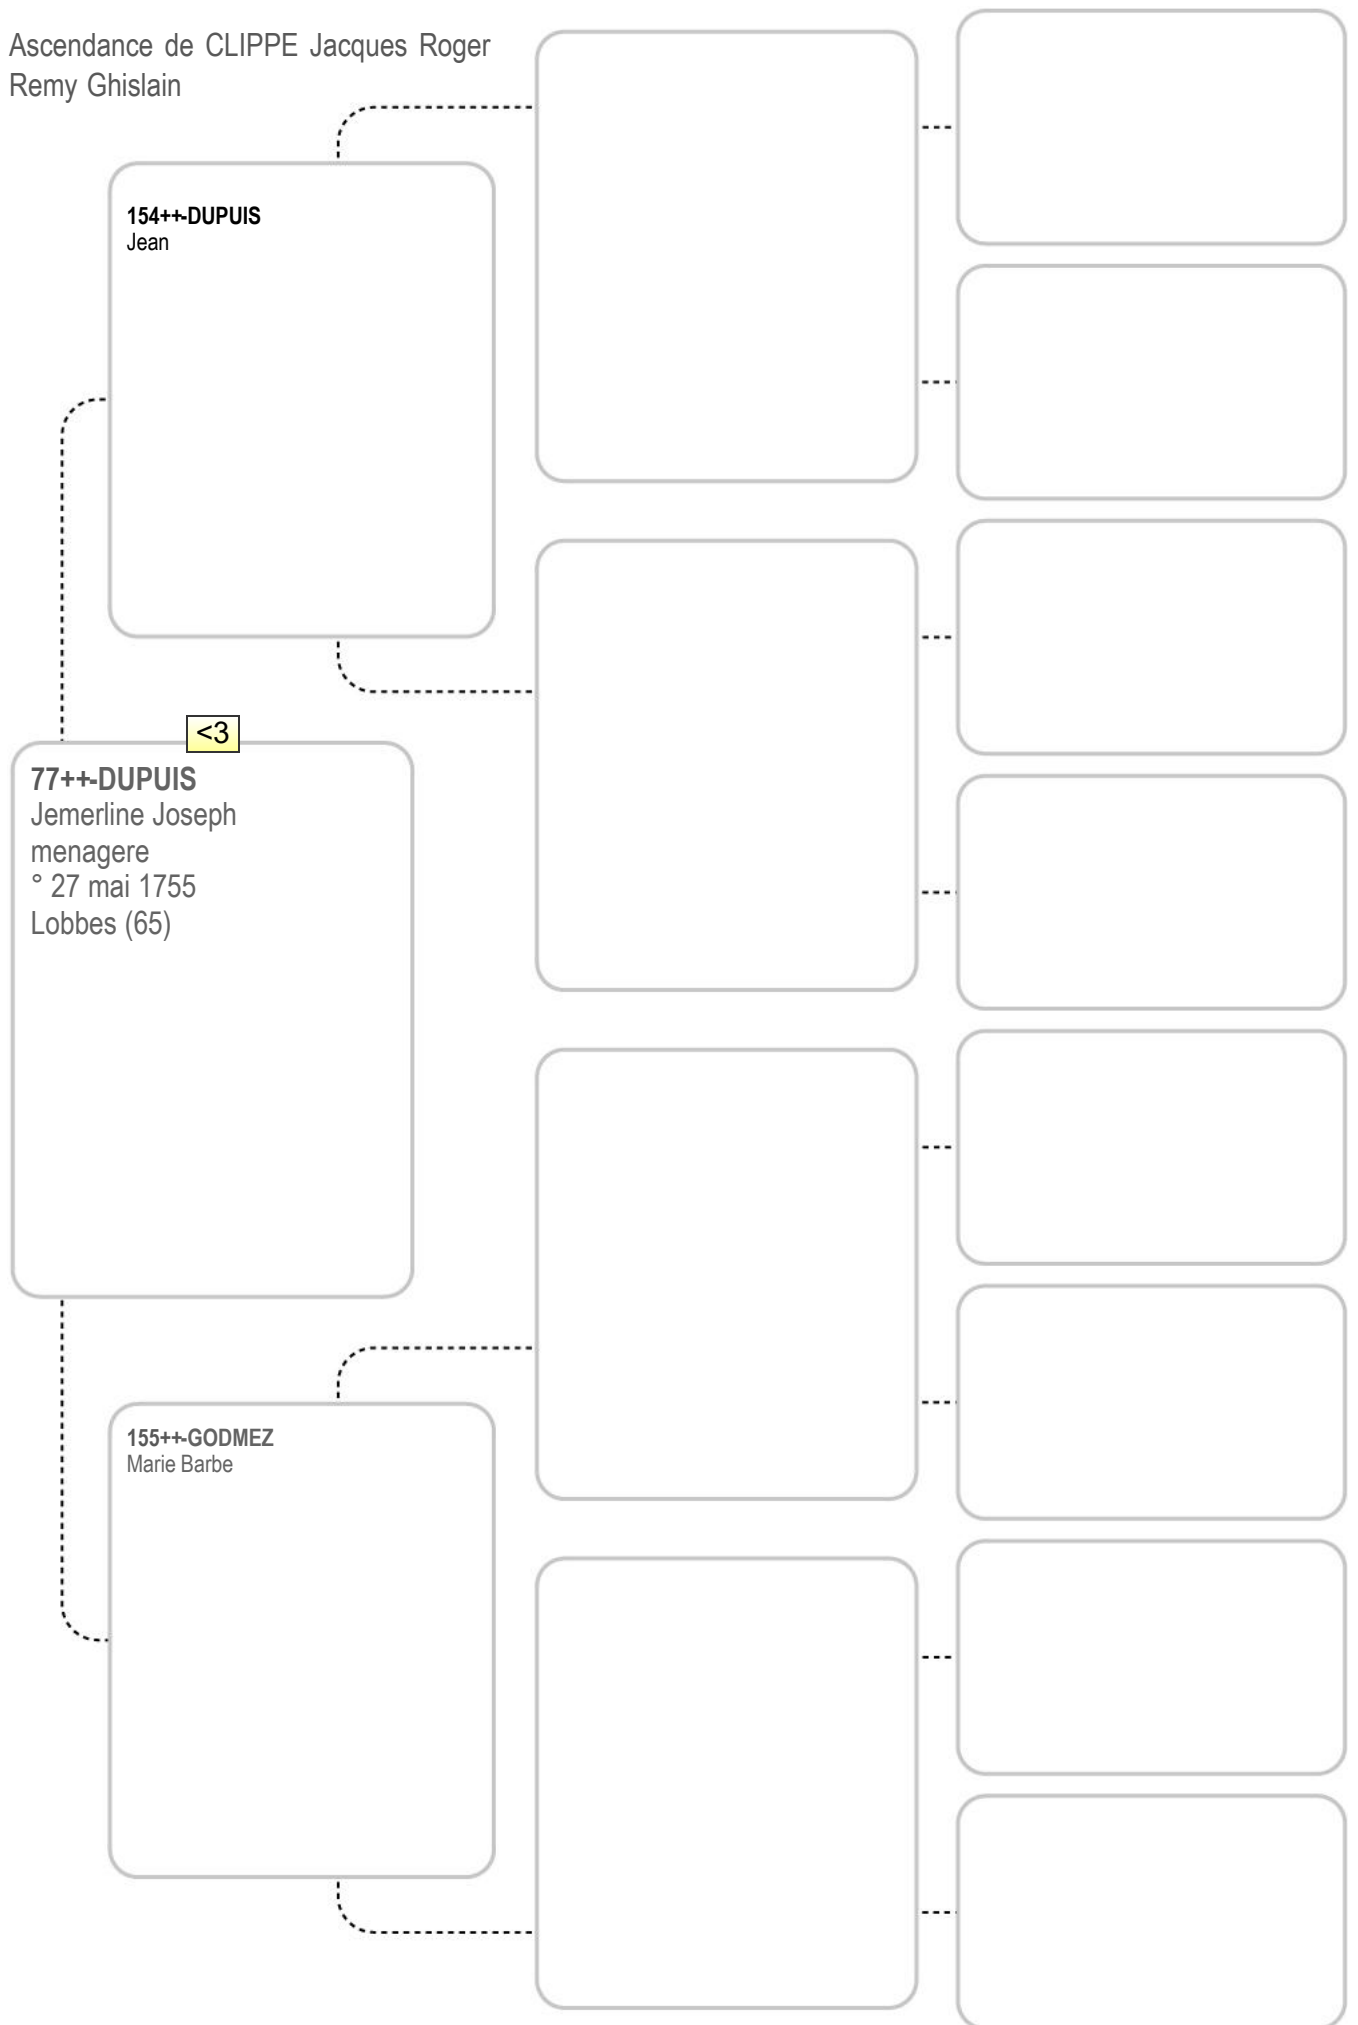 Ascendance de CLIPPE Jacques Roger
Remy Ghislain
154++-DUPUIS
Jean
<3
77++-DUPUIS
Jemerline Joseph
menagere
° 27 mai 1755
Lobbes (65)
155++-GODMEZ
Marie Barbe